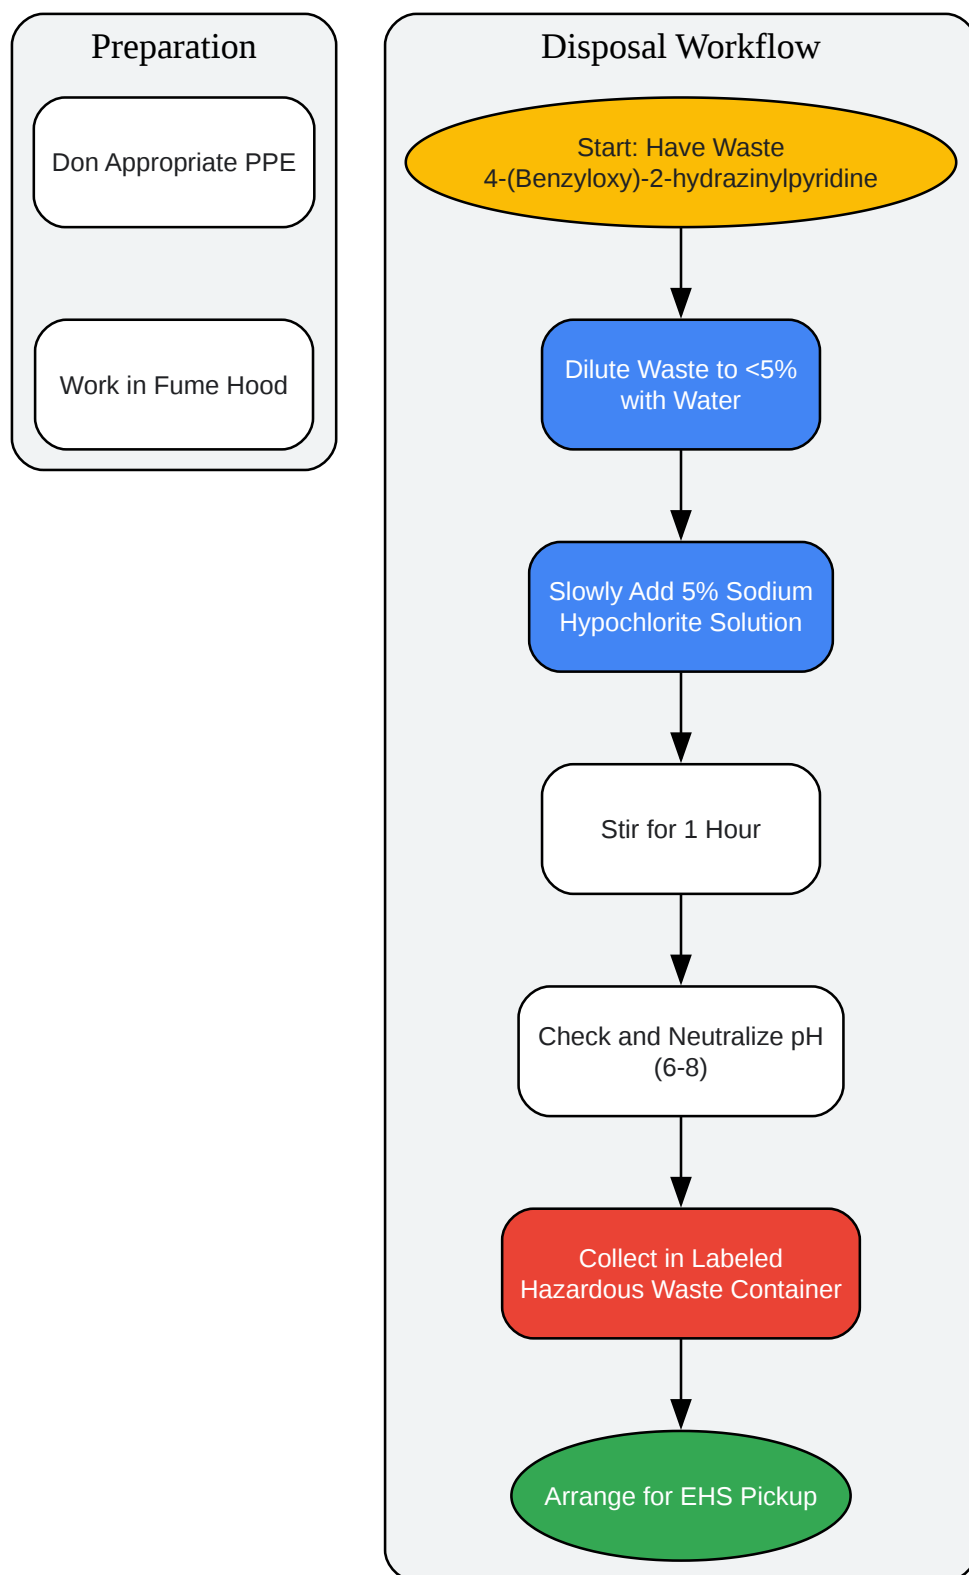 Preparation
Don Appropriate PPE
Work in Fume Hood
Disposal Workflow
Start: Have Waste
4-(Benzyloxy)-2-hydrazinylpyridine
Dilute Waste to <5%
with Water
Slowly Add 5% Sodium
Hypochlorite Solution
Stir for 1 Hour
Check and Neutralize pH
(6-8)
Collect in Labeled
Hazardous Waste Container
Arrange for EHS Pickup